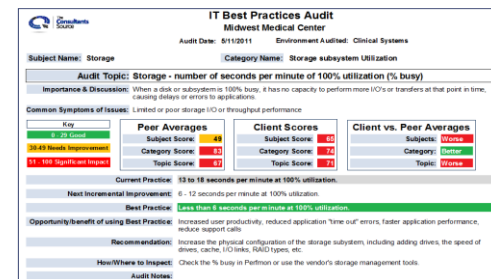 The
Consultants
Source
IT Best Practices Audit
Midwest Medical Center
Audit Date: 5/11/2011 Environment Audited: Clinical Systems
Subject Name: Storage Category Name: Storage subsystem Utilization
Audit Topic: Storage - number of seconds per minute of 100% utilization (% busy)
Importance & Discussion: When a disk or subsystem is 100% busy, it has no capacity to perform more I/O's or transfers at that point in time,
causing delays or errors to applications.
Common Symptoms of Issues: Limited or poor storage I/O or throughput performance
Key
0 - 29 Good
30-49 Needs Improvement
51 - 100 Significant Impact
Peer Averages
Subject Score: 49
Category Score: 83
Topic Score: 67
Client Scores
Subject Score: 65
Category Score: 74
Topic Score: 71
Client vs. Peer Averages
Subjects: Worse
Category: Better
Topic: Worse
Current Practice: 13 to 18 seconds per minute at 100% utilization.
Next Incremental Improvement: 6 - 12 seconds per minute at 100% utilization.
Best Practice: Less than 6 seconds per minute at 100% utilization.
Opportunity/benefit of using Best Practice: Increased user productivity, reduced application "time out" errors, faster application performance,
reduce support calls
Recommendation: Increase the physical configuration of the storage subsystem, including adding drives, the speed of
drives, cache, I/O links, RAID types, etc.
How/Where to Inspect: Check the % busy in Perfmon or use the vendor's storage management tools.
Audit Notes: